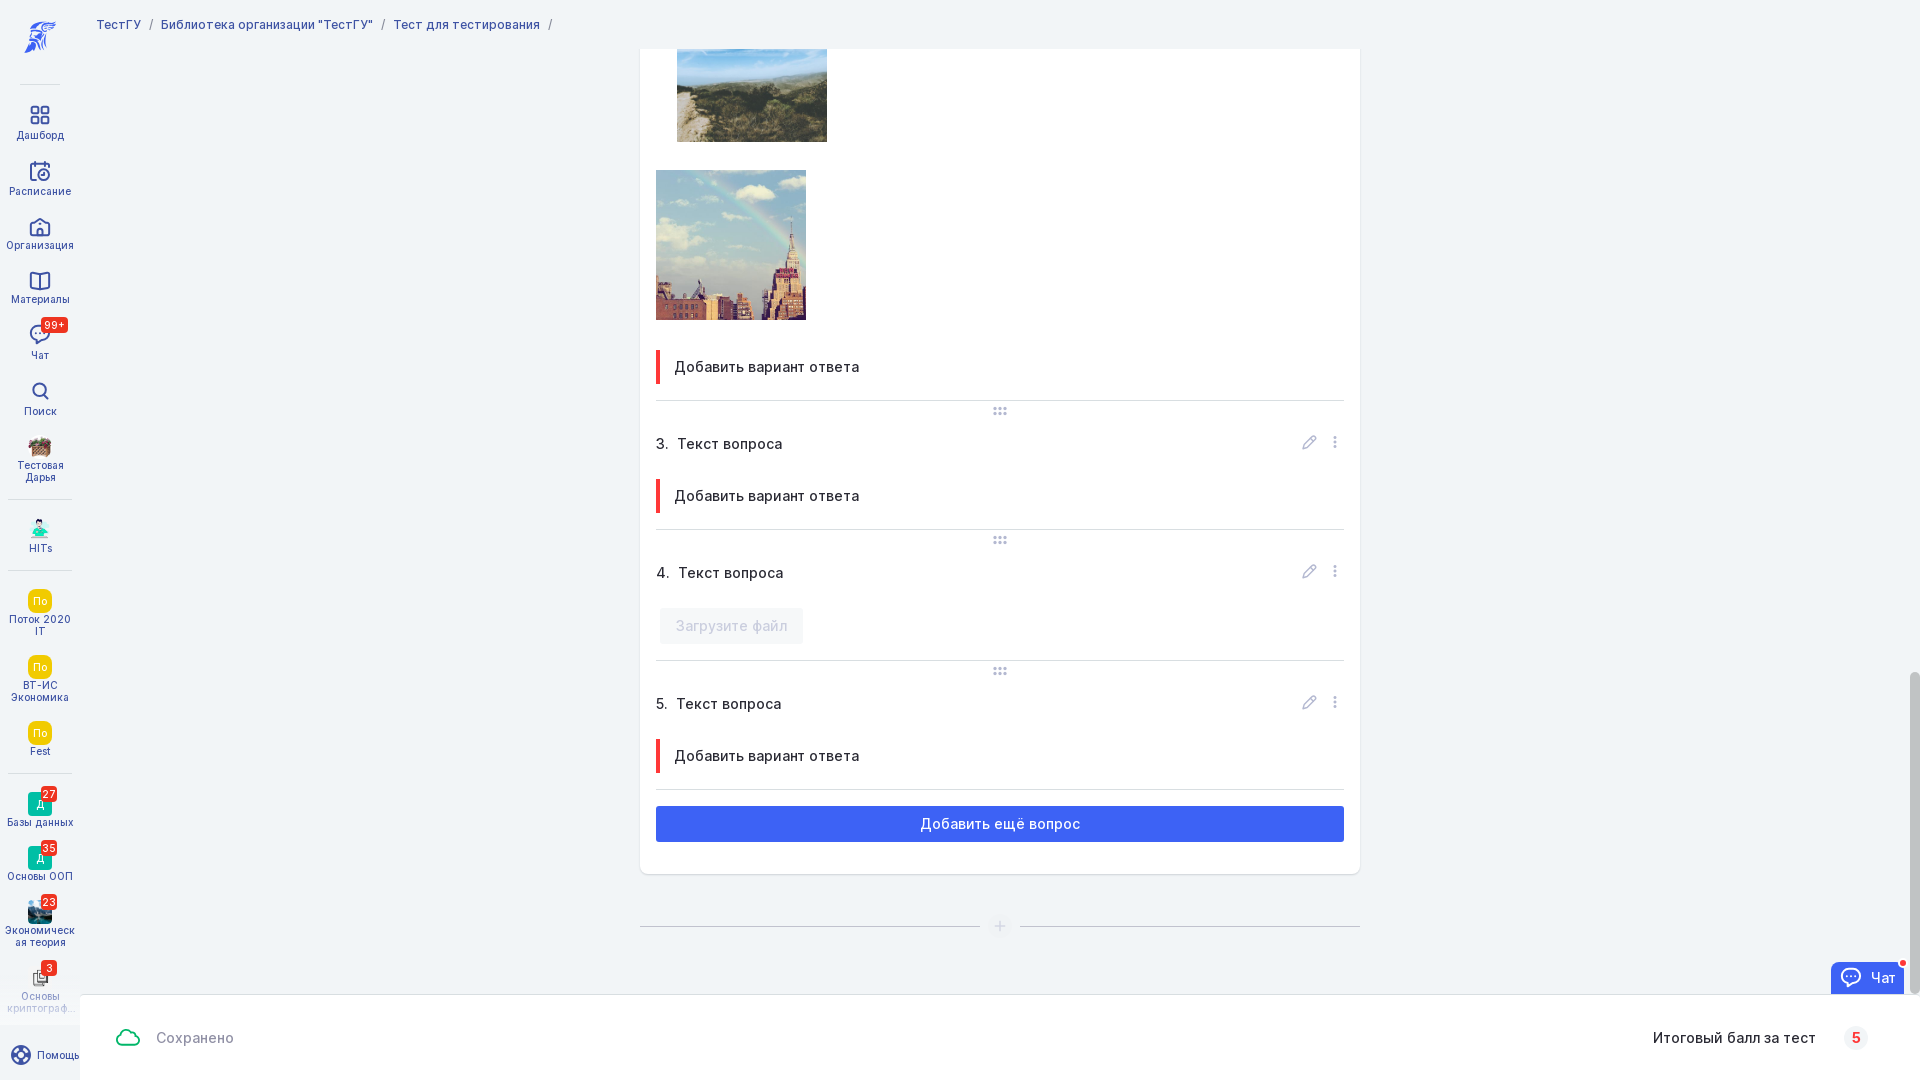 ТестГУ / Библиотека организации "ТестГУ" / Тест для тестирования /
Дашборд
Расписание
Организация
Материалы
99+
Чат
Поиск
Тестовая
Дарья
HITs
По
Поток 2020
IT
По
ВТ-ИС
Экономика
По
Fest
27
Д
Базы данных
35
Д
Основы ООП
23
Экономическ
ая теория
3
Основы
криптограф...
Помощь
Добавить вариант ответа
3. Текст вопроса
Добавить вариант ответа
4. Текст вопроса
Загрузите файл
5. Текст вопроса
Добавить вариант ответа
Добавить ещё вопрос
Чат
Сохранено
Итоговый балл за тест 5